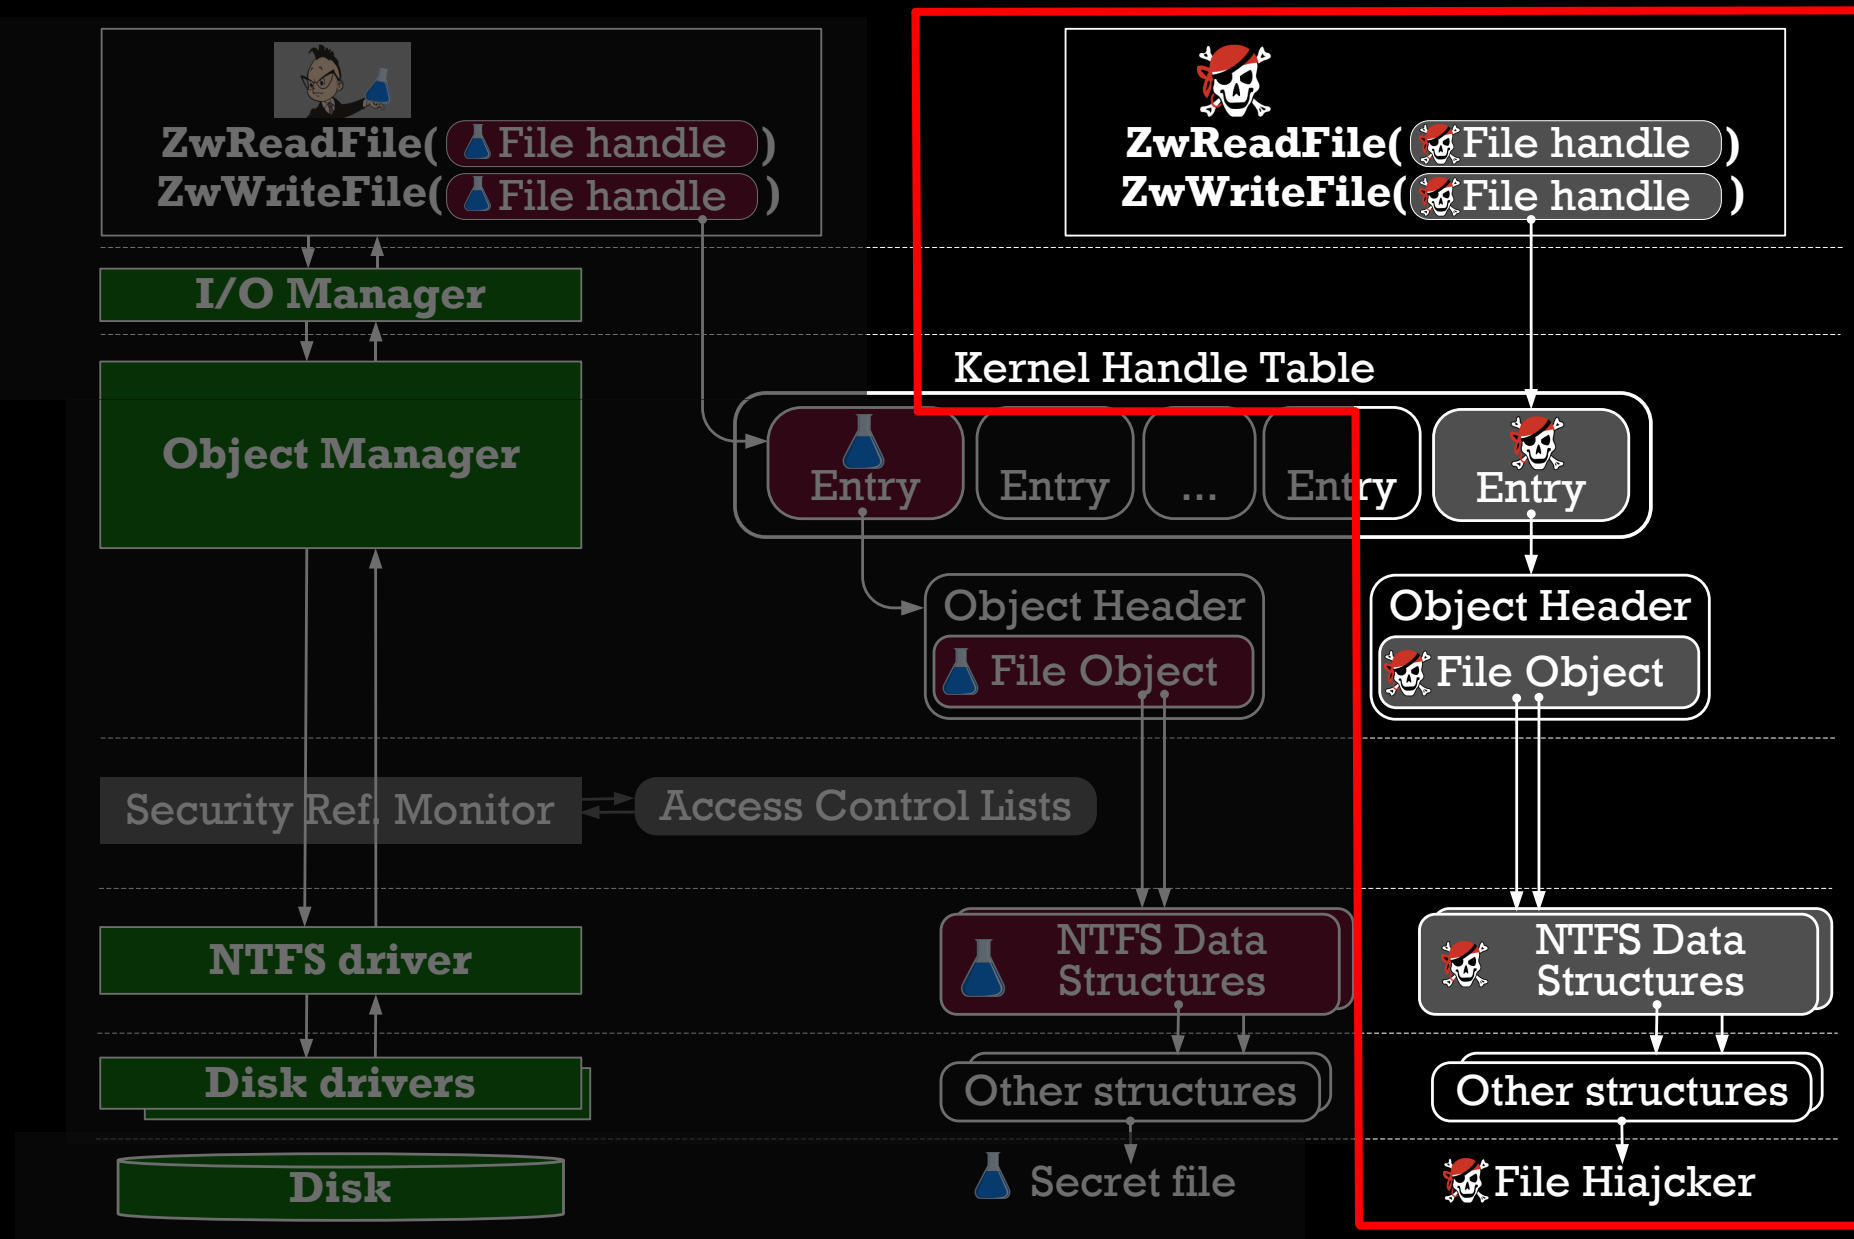 ZwReadFile( File handle )
ZwWriteFile( File handle )
ZwReadFile( File handle )
ZwWriteFile( File handle )
I/O Manager
Kernel Handle Table
Object Manager
Entry
Entry
...
Entry
Entry
Object Header
File Object
Object Header
File Object
Security Ref. Monitor
Access Control Lists
NTFS driver
NTFS Data
Structures
NTFS Data
Structures
Disk drivers
Other structures
Other structures
Disk
Secret file
File Hiajcker